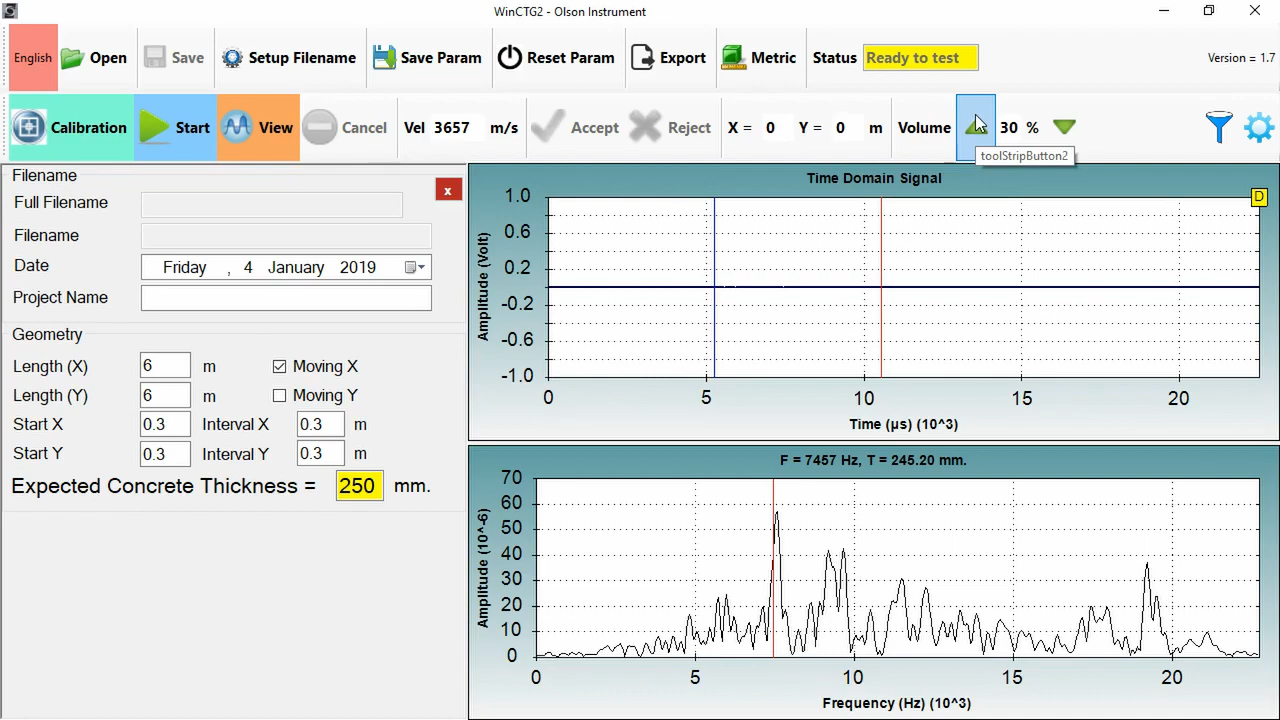 WinCTG2 - Olson Instrument
English Open Save Setup Filename Save Param Reset Param Export Metric Status Ready to test Version = 1.7
Calibration Start View Cancel Vel 3657 m/s Accept Reject X = 0 Y = 0 m Volume 30 %
toolStripButton2
Filename
x
Full Filename
Filename
Date Friday , 4 January 2019
Project Name
Geometry
Length (X) 6 m Moving X
Length (Y) 6 m Moving Y
Start X 0.3 Interval X 0.3 m
Start Y 0.3 Interval Y 0.3 m
Expected Concrete Thickness = 250 mm.
Time Domain Signal
D
Amplitude (Volt)
1.0
0.6
0.2
-0.2
-0.6
-1.0
0 5 10 15 20
Time (µs) (10^3)
F = 7457 Hz, T = 245.20 mm.
Amplitude (10^-6)
70
60
50
40
30
20
10
0
0 5 10 15 20
Frequency (Hz) (10^3)